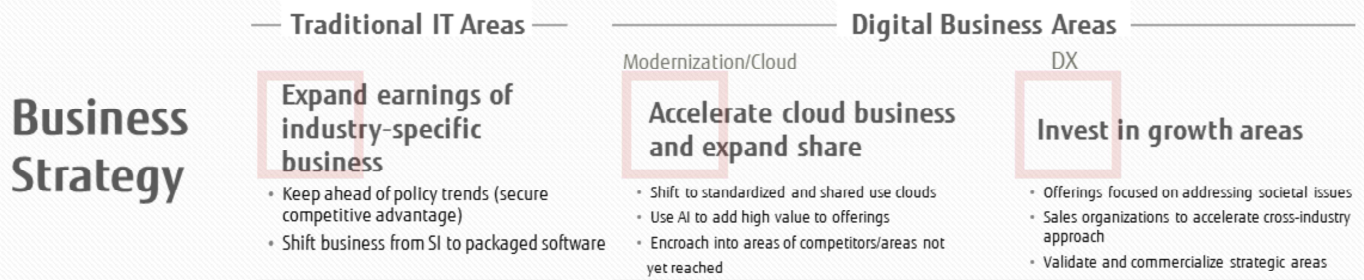 Traditional IT Areas
Digital Business Areas
Modernization/Cloud
DX
Business
Strategy
Expand earnings of
industry-specific
business
• Keep ahead of policy trends (secure
competitive advantage)
• Shift business from SI to packaged software
Accelerate cloud business
and expand share
• Shift to standardized and shared use clouds
• Use AI to add high value to offerings
• Encroach into areas of competitors/areas not
yet reached
Invest in growth areas
• Offerings focused on addressing societal issues
• Sales organizations to accelerate cross-industry
approach
• Validate and commercialize strategic areas